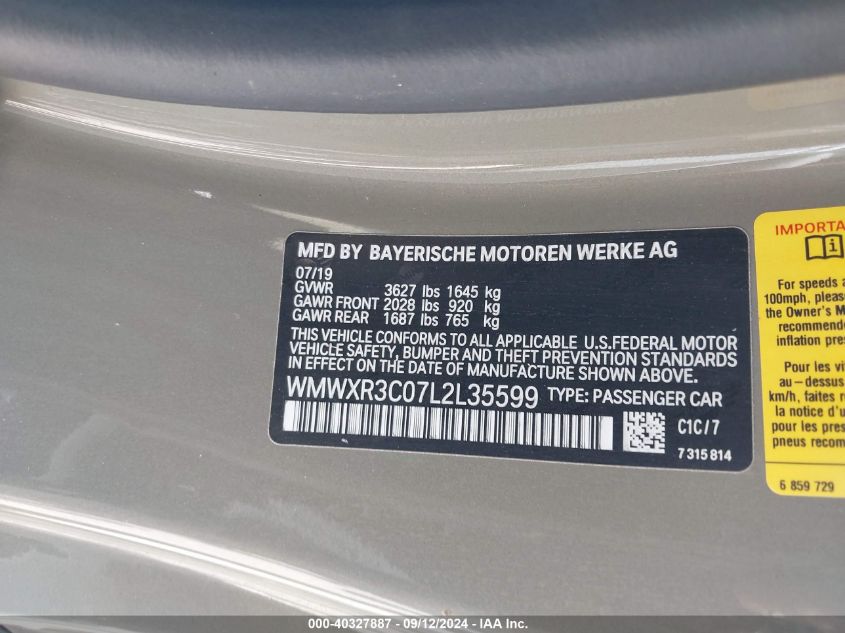 MFD BY BAYERISCHE MOTOREN WERKE AG
07/19
GVWR 3627 lbs 1645 kg
GAWR FRONT 2028 lbs 920 kg
GAWR REAR 1687 lbs 765 kg
THIS VEHICLE CONFORMS TO ALL APPLICABLE U.S.FEDERAL MOTOR
VEHICLE SAFETY, BUMPER AND THEFT PREVENTION STANDARDS
IN EFFECT ON THE DATE OF MANUFACTURE SHOWN ABOVE.
WMWXR3C07L2L35599 TYPE: PASSENGER CAR
C1C/7
7315814
IMPORTA
For speeds a
100mph, please
the Owner's M
recommende
inflation pres
Pour les vi
au-dessus
km/h, faites r
la notice d'u
pour les pres
pneus recom
6 859 729
000-40327887 - 09/12/2024 - IAA Inc.